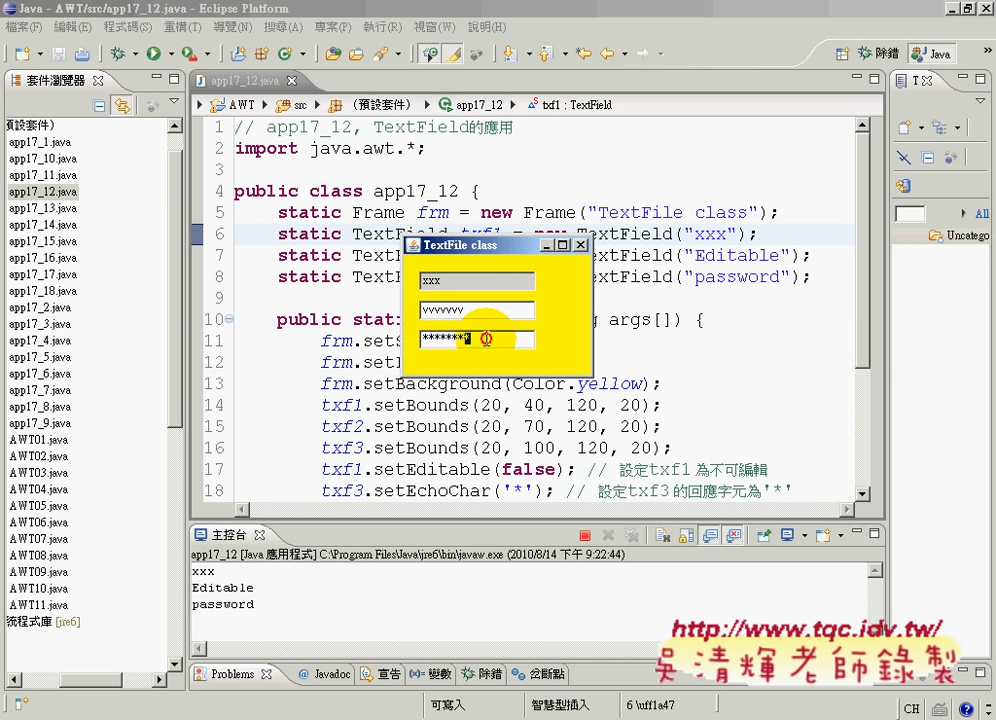 Java - AWT/src/app17_12.java - Eclipse Platform
檔案(F) 編輯(E) 程式碼(S) 重構(T) 導覽(N) 搜尋(A) 專案(P) 執行(R) 視窗(W) 說明(H)
除錯 Java
套件瀏覽器
app17_12.java
AWT src (預設套件) app17_12 txf1 : TextField
預設套件)
app17_1.java
app17_10.java
app17_11.java
app17_12.java
app17_13.java
app17_14.java
app17_15.java
app17_16.java
app17_17.java
app17_18.java
app17_2.java
app17_3.java
app17_4.java
app17_5.java
app17_6.java
app17_7.java
app17_8.java
app17_9.java
AWT01.java
AWT02.java
AWT03.java
AWT04.java
AWT05.java
AWT06.java
AWT07.java
AWT08.java
AWT09.java
AWT10.java
AWT11.java
統程式庫 [jre6]
1 // app17_12, TextField的應用
2 import java.awt.*;
3
4 public class app17_12 {
5 static Frame frm = new Frame("TextFile class");
6 static TextField txf1 = new TextField("xxx");
7 static TextF TextField("Editable");
8 static TextF TextField("password");
9
10 public stati g args[]) {
11 frm.setS
12 frm.set
13 frm.setBackground(Color.yellow);
14 txf1.setBounds(20, 40, 120, 20);
15 txf2.setBounds(20, 70, 120, 20);
16 txf3.setBounds(20, 100, 120, 20);
17 txf1.setEditable(false); // 設定txf1為不可編輯
18 txf3.setEchoChar('*'); // 設定txf3的回應字元為'*'
TextFile class
xxx
vvvvvvv
********
All
Uncatego
主控台
app17_12 [Java 應用程式] C:\Program Files\Java\jre6\bin\javaw.exe (2010/8/14 下午 9:22:44)
xxx
Editable
password
http://www.tqc.idv.tw/
吳清輝老師錄製
Problems Javadoc 宣告 變數 除錯 岔斷點
可寫入 智慧型插入 6 \uff1a47 CH